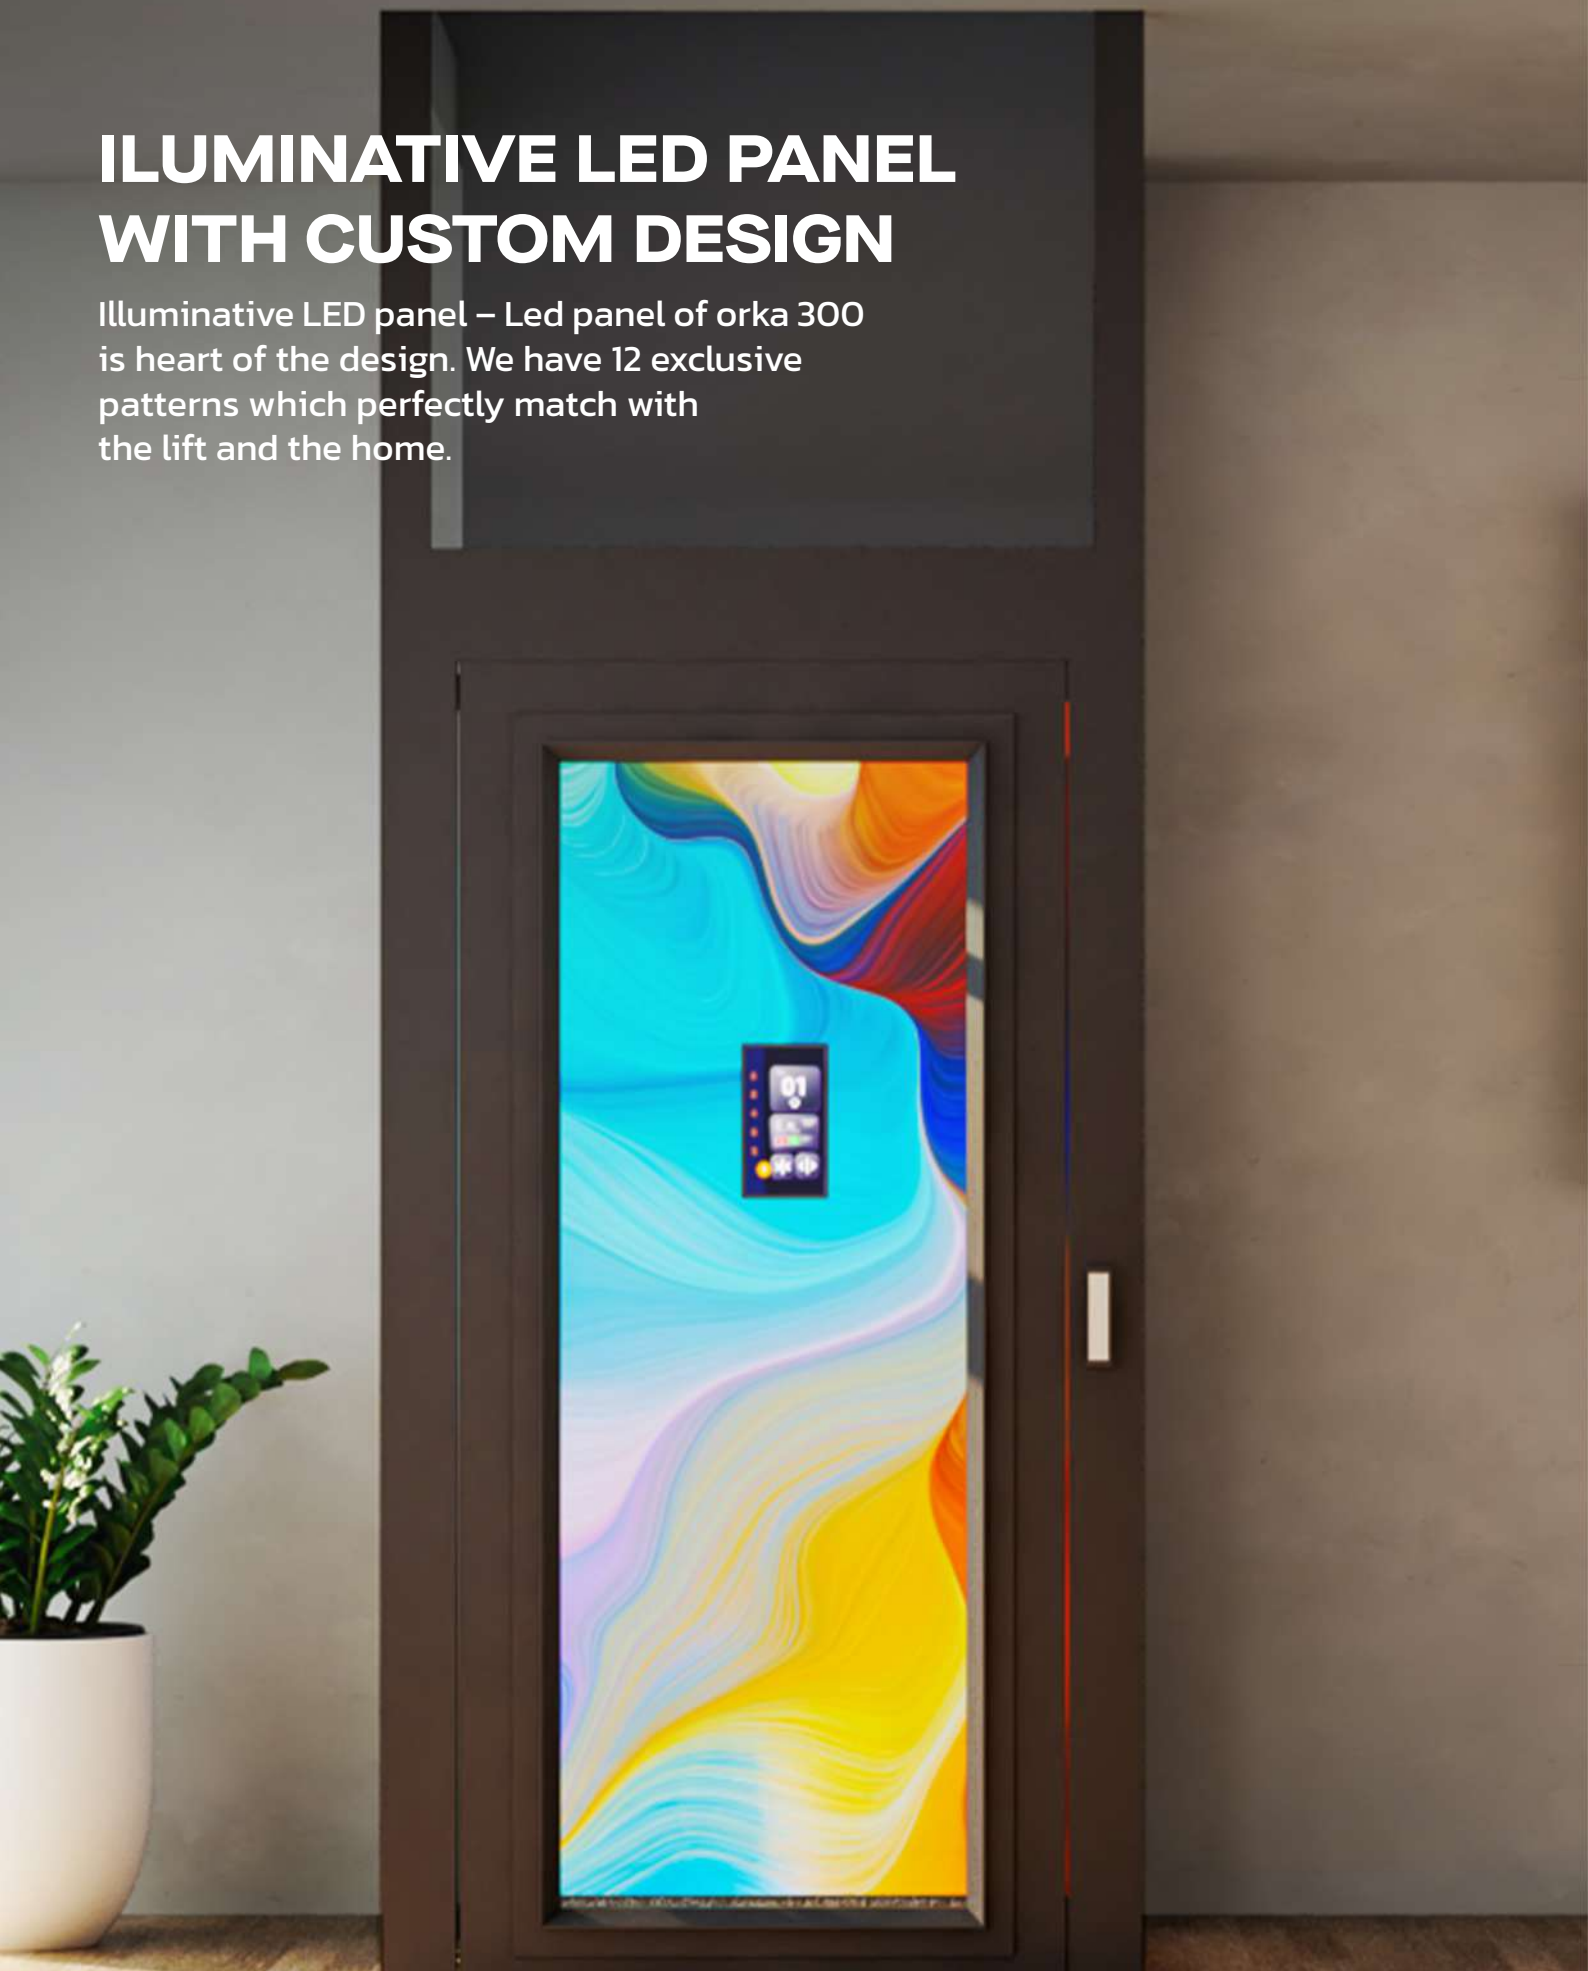 ILUMINATIVE LED PANEL
WITH CUSTOM DESIGN
Illuminative LED panel – Led panel of orka 300
is heart of the design. We have 12 exclusive
patterns which perfectly match with
the lift and the home.
01